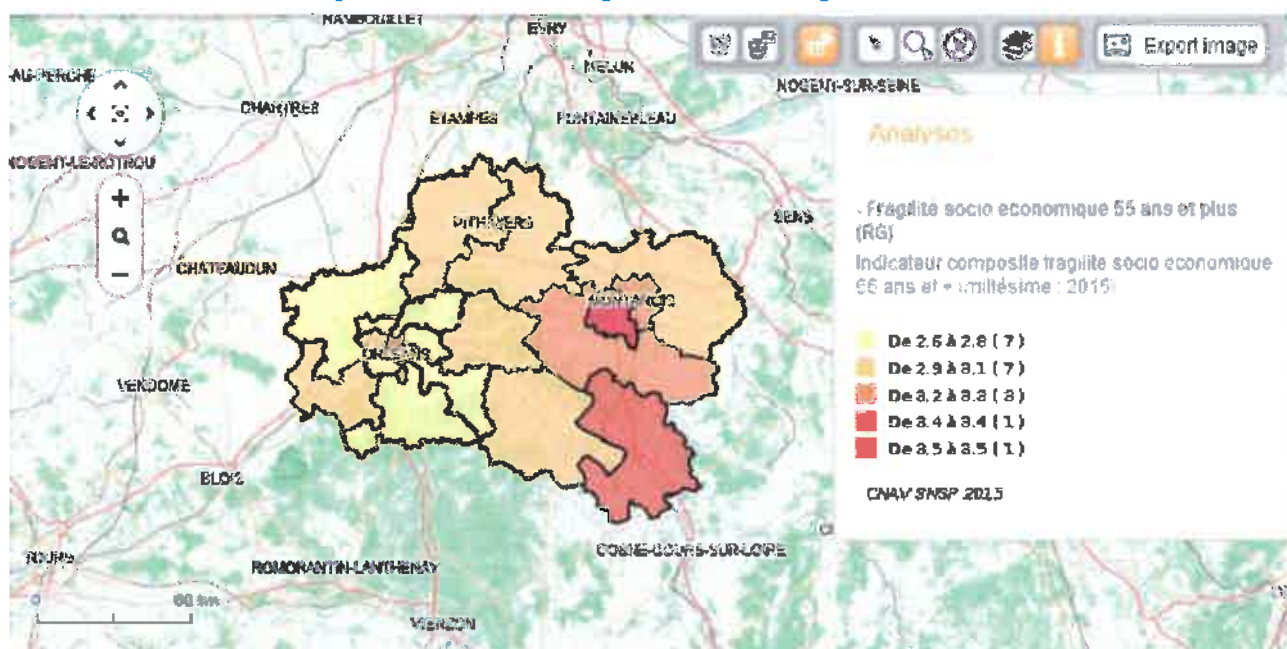 RAMBOUILLET
EVRY
MELUN
Export image
AU-PERCHE
NOGENT-SUR-SEINE
CHARTRES
ETAMPES
FONTAINEBLEAU
Analyses
NOGENT-LE-ROTROU
+
PITHIVIERS
SENS
- Fragilité socio economique 55 ans et plus
(RG)
CHATEAUDUN
Indicateur composite fragilité socio economique
55 ans et + (millésime : 2015)
−
MONTARGIS
De 2.6 à 2.8 ( 7 )
ORLEANS
De 2.9 à 3.1 ( 7 )
VENDOME
De 3.2 à 3.3 ( 3 )
De 3.4 à 3.4 ( 1 )
De 3.5 à 3.5 ( 1 )
BLOIS
CNAV SNSP 2015
COSNE-COURS-SUR-LOIRE
TOURS
ROMORANTIN-LANTHENAY
0
60 km
VIERZON